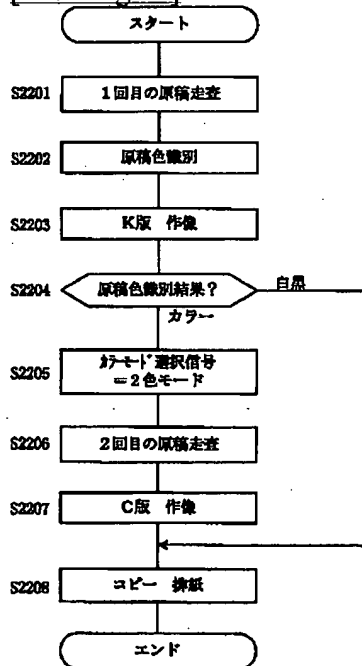 スタート
S2201 1回目の原稿走査
S2202 原稿色識別
S2203 K版 作像
S2204 原稿色識別結果? 白黒
カラー
S2205 カラーモード選択信号
=2色モード
S2206 2回目の原稿走査
S2207 C版 作像
S2208 コピー 排紙
エンド